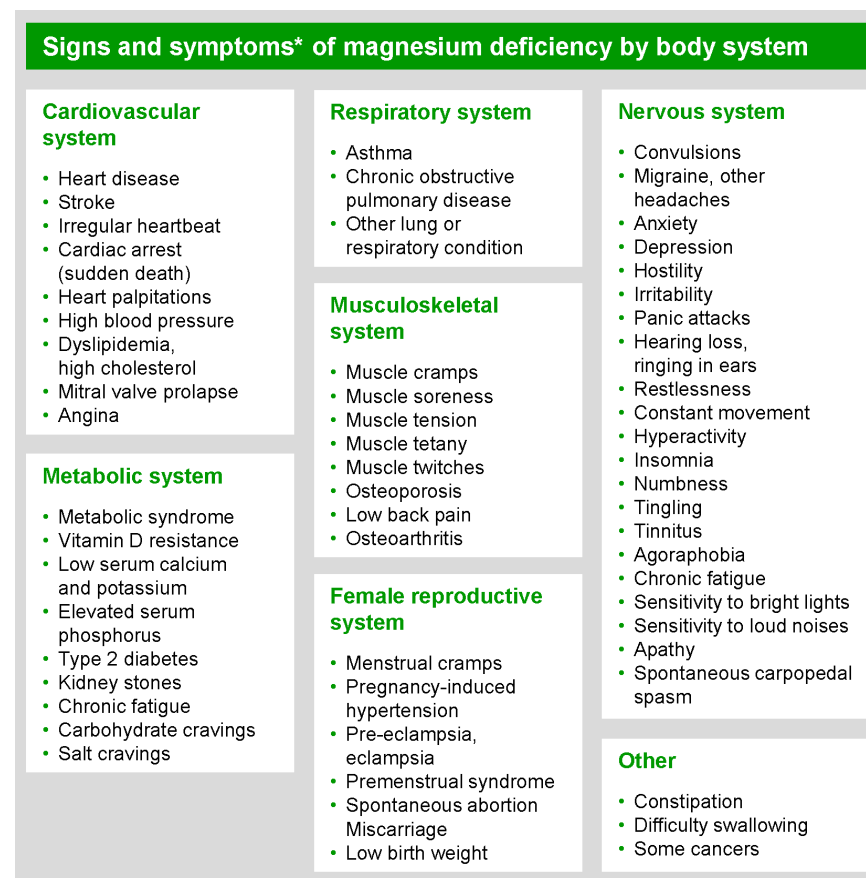 Signs and symptoms* of magnesium deficiency by body system
Cardiovascular
system
• Heart disease
• Stroke
• Irregular heartbeat
• Cardiac arrest
(sudden death)
• Heart palpitations
• High blood pressure
• Dyslipidemia,
high cholesterol
• Mitral valve prolapse
• Angina
Metabolic system
• Metabolic syndrome
• Vitamin D resistance
• Low serum calcium
and potassium
• Elevated serum
phosphorus
• Type 2 diabetes
• Kidney stones
• Chronic fatigue
• Carbohydrate cravings
• Salt cravings
Respiratory system
• Asthma
• Chronic obstructive
pulmonary disease
• Other lung or
respiratory condition
Musculoskeletal
system
• Muscle cramps
• Muscle soreness
• Muscle tension
• Muscle tetany
• Muscle twitches
• Osteoporosis
• Low back pain
• Osteoarthritis
Female reproductive
system
• Menstrual cramps
• Pregnancy-induced
hypertension
• Pre-eclampsia,
eclampsia
• Premenstrual syndrome
• Spontaneous abortion
Miscarriage
• Low birth weight
Nervous system
• Convulsions
• Migraine, other
headaches
• Anxiety
• Depression
• Hostility
• Irritability
• Panic attacks
• Hearing loss,
ringing in ears
• Restlessness
• Constant movement
• Hyperactivity
• Insomnia
• Numbness
• Tingling
• Tinnitus
• Agoraphobia
• Chronic fatigue
• Sensitivity to bright lights
• Sensitivity to loud noises
• Apathy
• Spontaneous carpopedal
spasm
Other
• Constipation
• Difficulty swallowing
• Some cancers